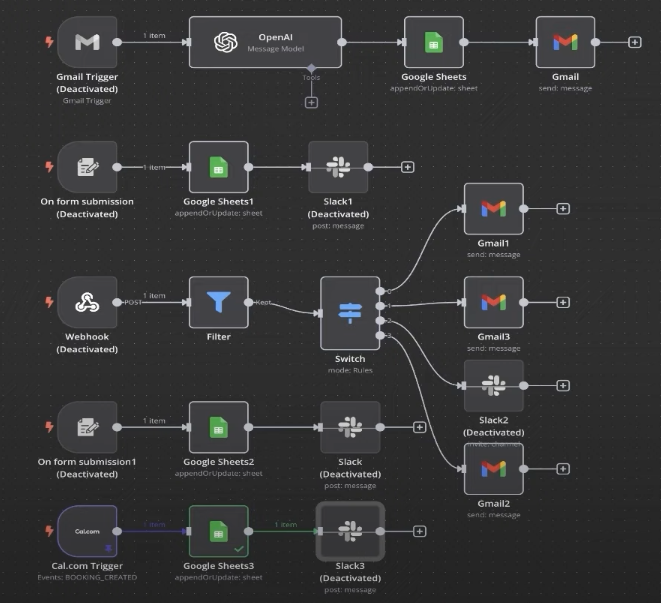 1 item
OpenAI
Message Model
Tools
Gmail Trigger
(Deactivated)
Gmail Trigger
Google Sheets
appendOrUpdate: sheet
Gmail
send: message
1 item
On form submission
(Deactivated)
Google Sheets1
appendOrUpdate: sheet
Slack1
(Deactivated)
post: message
Gmail1
send: message
POST
1 item
Kept
0
1
2
3
Webhook
(Deactivated)
Filter
Switch
mode: Rules
Gmail3
send: message
Slack2
(Deactivated)
invite: channel
1 item
On form submission1
(Deactivated)
Google Sheets2
appendOrUpdate: sheet
Slack
(Deactivated)
post: message
Gmail2
send: message
Cal.com
1 item
1 item
Cal.com Trigger
Events: BOOKING_CREATED
Google Sheets3
appendOrUpdate: sheet
Slack3
(Deactivated)
post: message